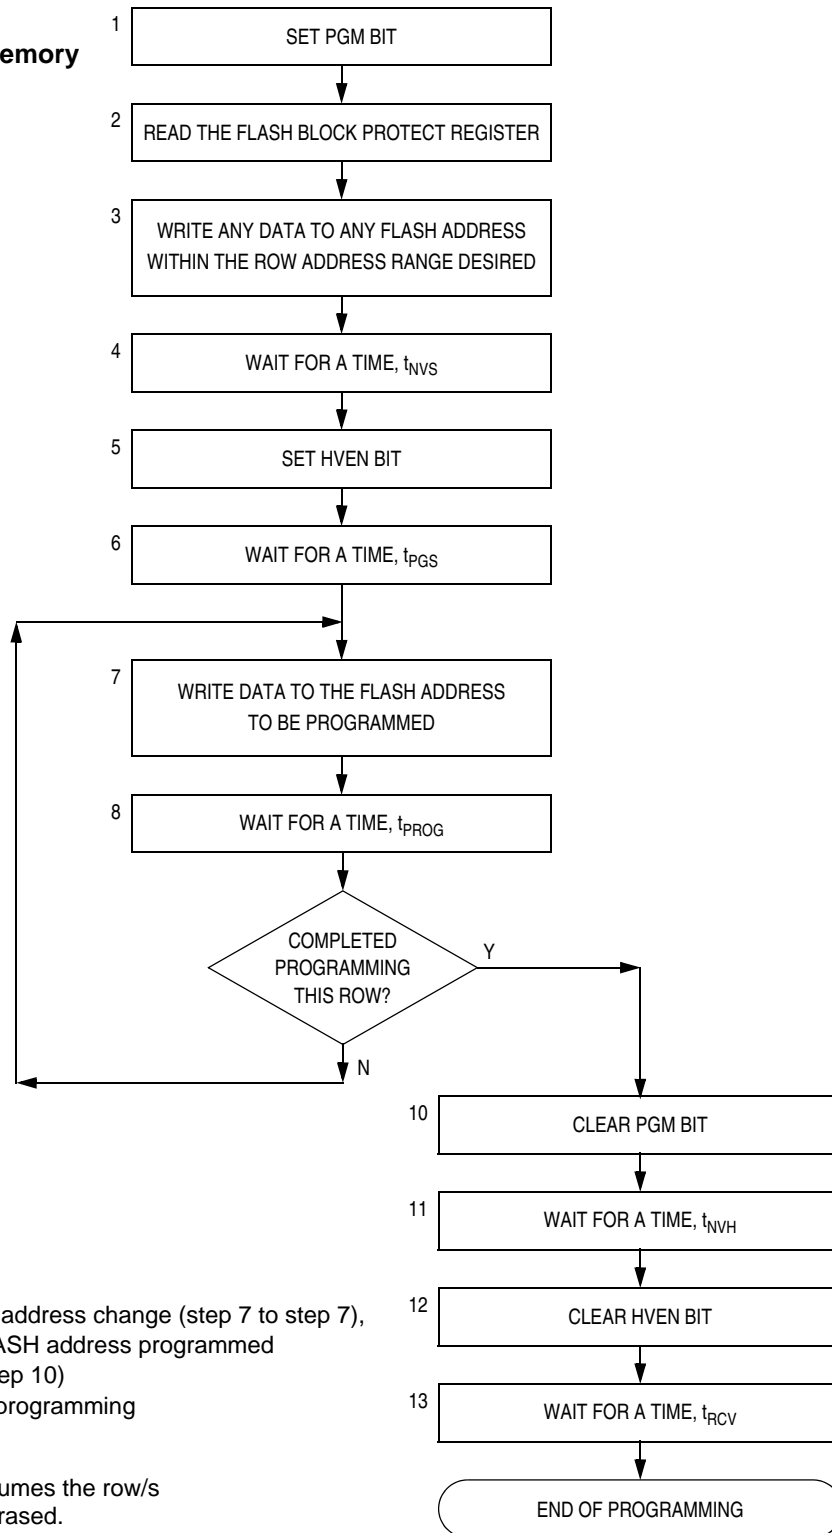 1
SET PGM BIT
emory
2
READ THE FLASH BLOCK PROTECT REGISTER
3
WRITE ANY DATA TO ANY FLASH ADDRESS
WITHIN THE ROW ADDRESS RANGE DESIRED
4
WAIT FOR A TIME, tNVS
5
SET HVEN BIT
6
WAIT FOR A TIME, tPGS
7
WRITE DATA TO THE FLASH ADDRESS
TO BE PROGRAMMED
8
WAIT FOR A TIME, tPROG
COMPLETED
PROGRAMMING
THIS ROW?
Y
N
10
CLEAR PGM BIT
11
WAIT FOR A TIME, tNVH
12
CLEAR HVEN BIT
13
WAIT FOR A TIME, tRCV
END OF PROGRAMMING
address change (step 7 to step 7),
ASH address programmed
ep 10)
programming
umes the row/s
rased.